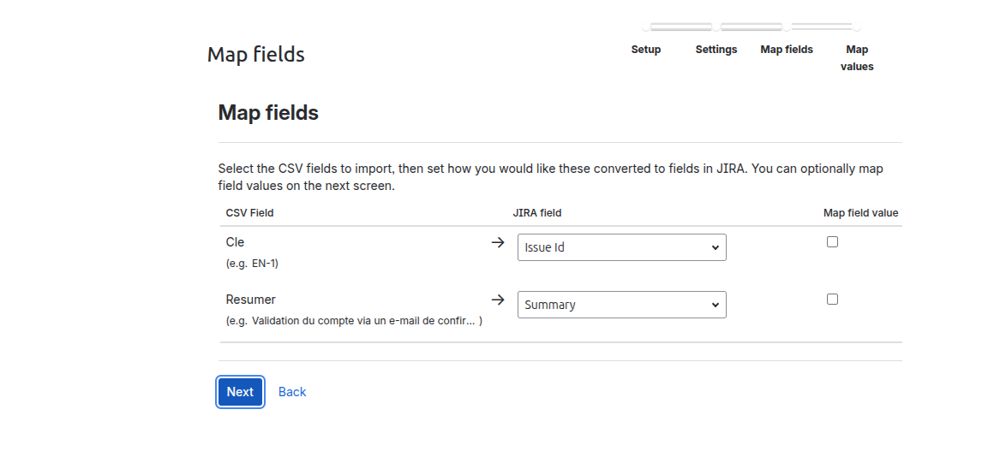 Map fields
Setup
Settings
Map fields
Map
values
Map fields
Select the CSV fields to import, then set how you would like these converted to fields in JIRA. You can optionally map
field values on the next screen.
CSV Field
JIRA field
Map field value
Cle
→
Issue Id
(e.g. EN-1)
Resumer
→
Summary
(e.g. Validation du compte via un e-mail de confir... )
Next
Back